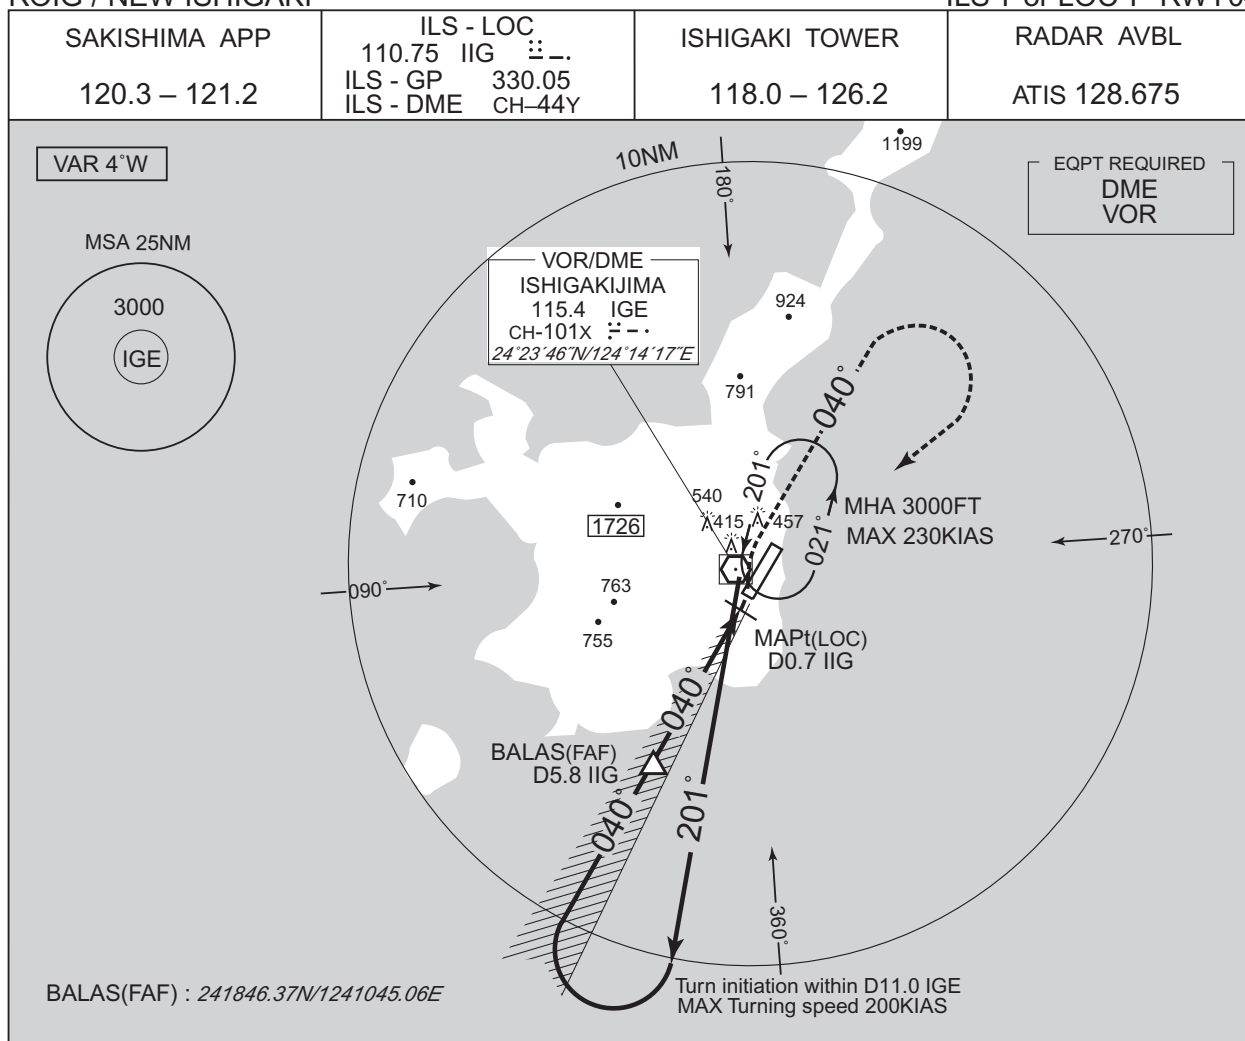 ROIG / NEW ISHIGAKI
SAKISHIMA APP
120.3 – 121.2
ILS - LOC
110.75 IIG
ILS - GP 330.05
ILS - DME CH–44Y
ISHIGAKI TOWER
118.0 – 126.2
RADAR AVBL
ATIS 128.675
VAR 4°W
10NM
180°
1199
EQPT REQUIRED
DME
VOR
MSA 25NM
3000
IGE
VOR/DME
ISHIGAKIJIMA
115.4 IGE
CH-101X
24°23′46″N/124°14′17″E
924
791
040°
201°
710
540
415
457
1726
MHA 3000FT
MAX 230KIAS
021°
270°
090°
763
755
MAPt(LOC)
D0.7 IIG
040°
BALAS(FAF)
D5.8 IIG
201°
040°
360°
Turn initiation within D11.0 IGE
MAX Turning speed 200KIAS
BALAS(FAF) : 241846.37N/1241045.06E